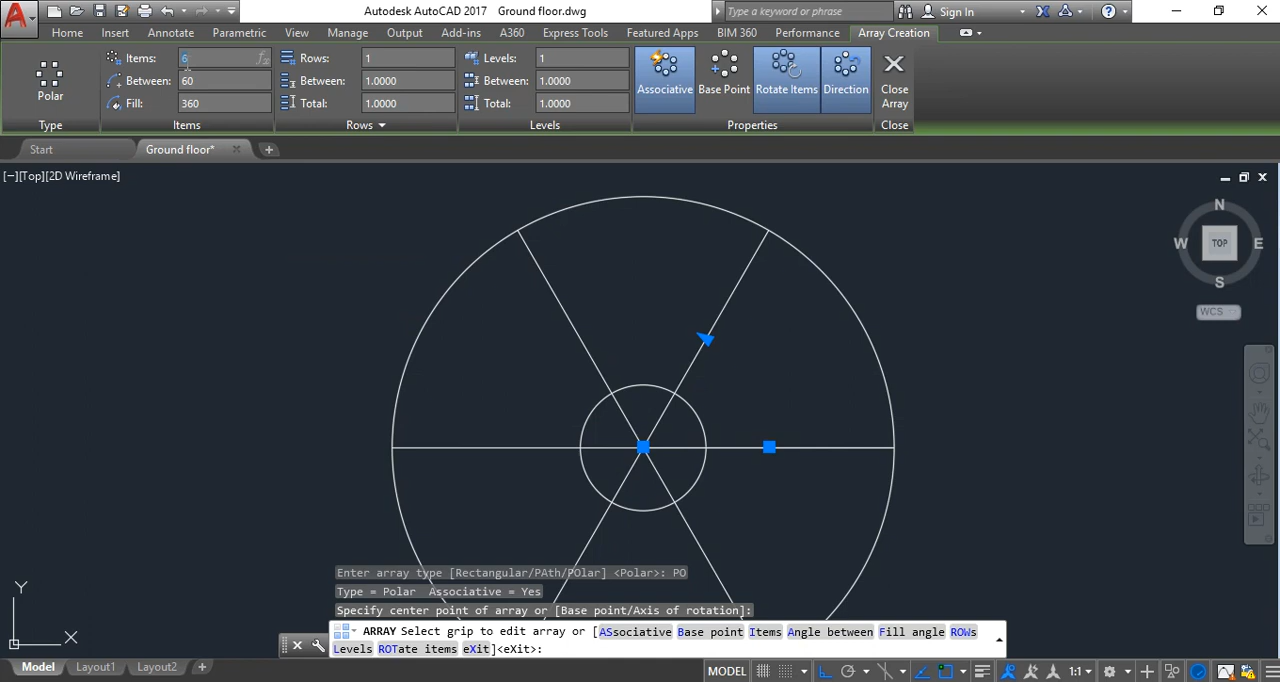 Autodesk AutoCAD 2017 Ground floor.dwg
Type a keyword or phrase
Sign In
Home Insert Annotate Parametric View Manage Output Add-ins A360 Express Tools Featured Apps BIM 360 Performance Array Creation
Items: 6 Rows: 1 Levels: 1
Between: 60 Between: 1.0000 Between: 1.0000
Fill: 360 Total: 1.0000 Total: 1.0000
Polar
Associative Base Point Rotate Items Direction Close Array
Type Items Rows Levels Properties Close
Start Ground floor*
[−][Top][2D Wireframe]
N
W TOP E
S
WCS
Enter array type [Rectangular/PAth/POlar] <Polar>: PO
Type = Polar Associative = Yes
Specify center point of array or [Base point/Axis of rotation]:
ARRAY Select grip to edit array or [ASsociative Base point Items Angle between Fill angle ROWs
Levels ROTate items eXit]<eXit>:
Y
X
Model Layout1 Layout2
MODEL 1:1